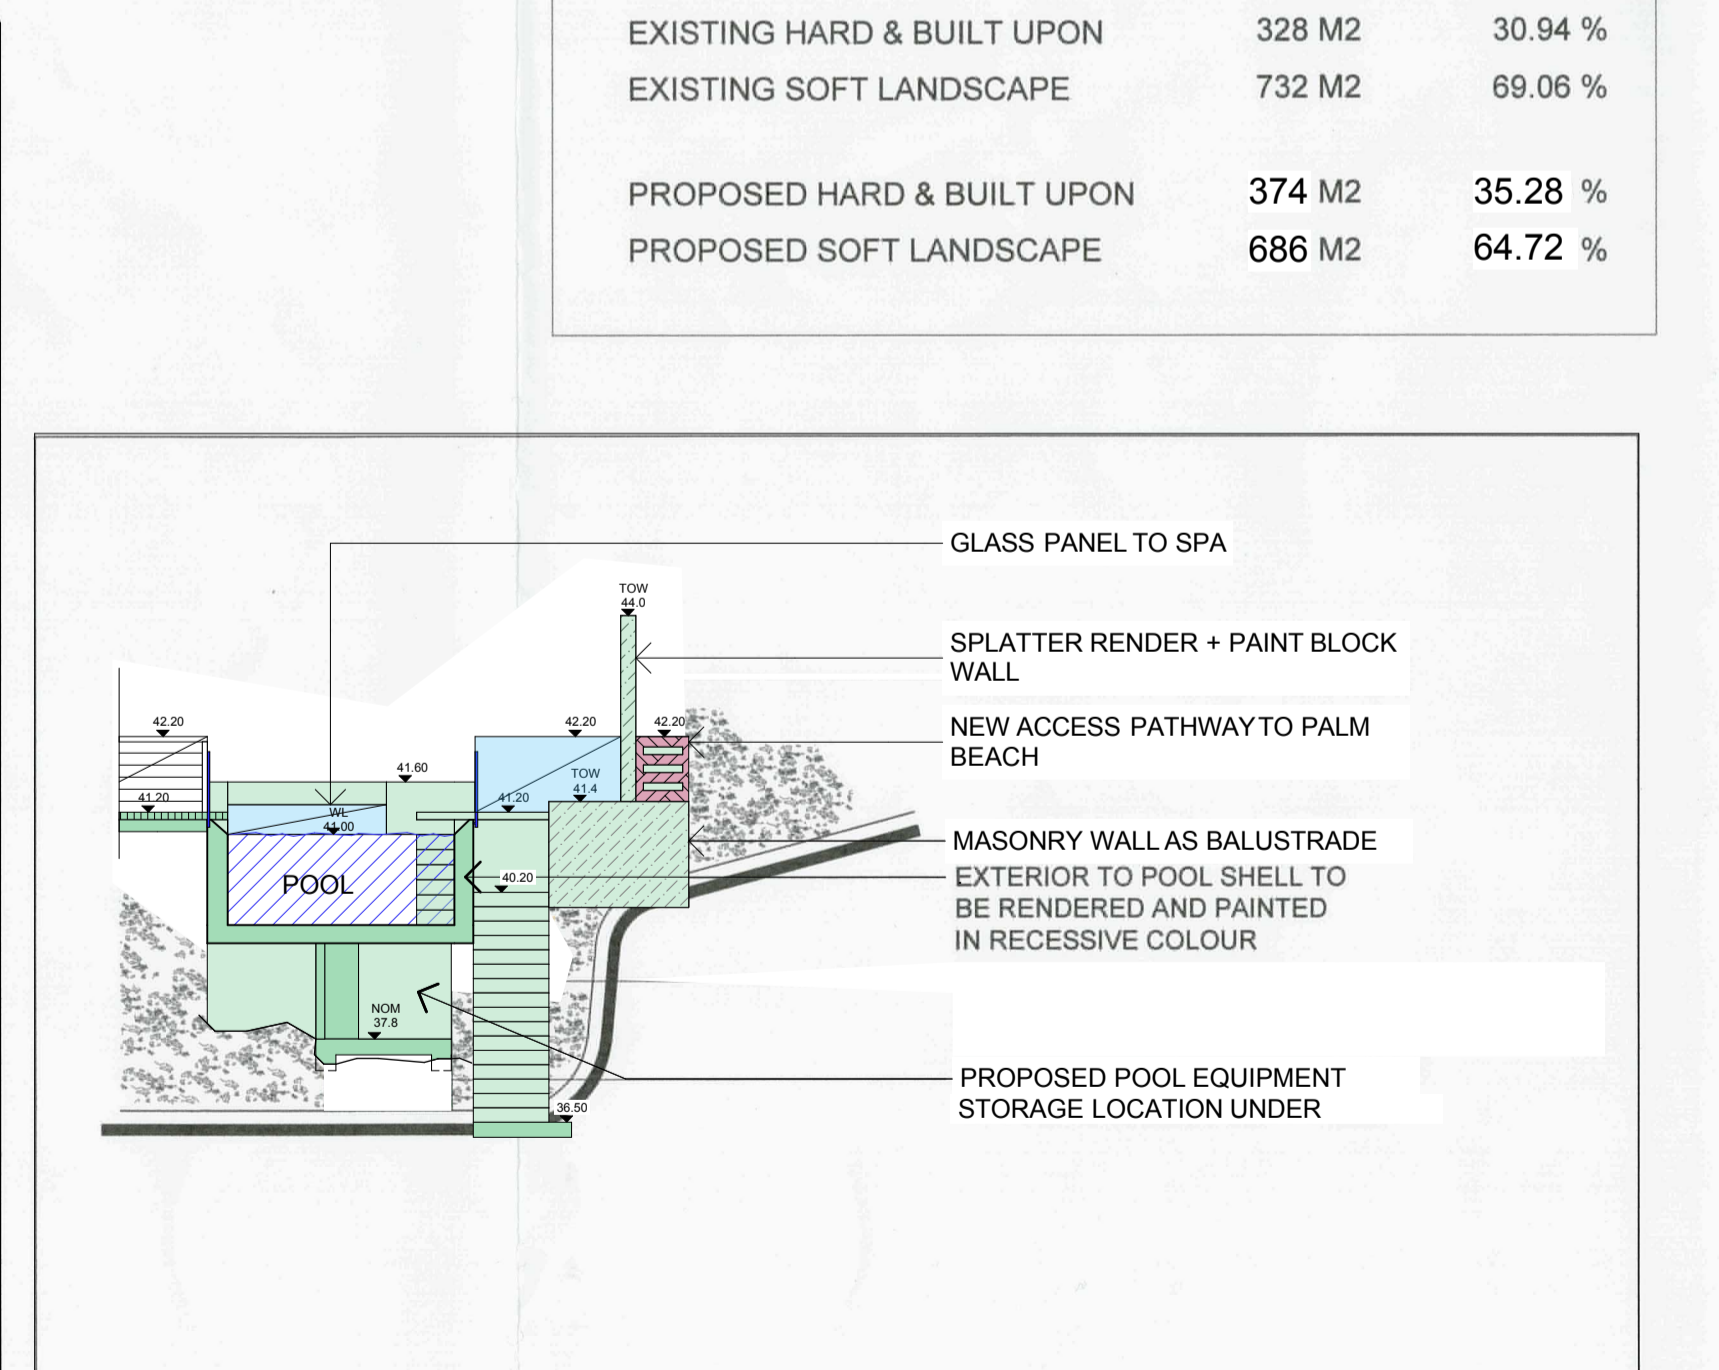 EXISTING HARD & BUILT UPON 328 M2 30.94 %
EXISTING SOFT LANDSCAPE 732 M2 69.06 %
PROPOSED HARD & BUILT UPON 374 M2 35.28 %
PROPOSED SOFT LANDSCAPE 686 M2 64.72 %
GLASS PANEL TO SPA
TOW
44.0
SPLATTER RENDER + PAINT BLOCK
WALL
42.20
42.20
42.20
NEW ACCESS PATHWAY TO PALM
BEACH
41.60
TOW
41.4
41.20
41.20
WL
41.00
MASONRY WALL AS BALUSTRADE
POOL
40.20
EXTERIOR TO POOL SHELL TO
BE RENDERED AND PAINTED
IN RECESSIVE COLOUR
NOM
37.8
PROPOSED POOL EQUIPMENT
STORAGE LOCATION UNDER
36.50